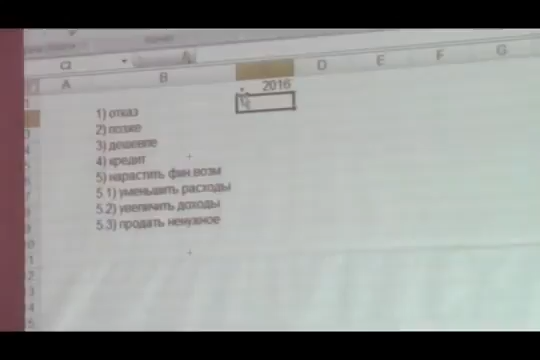 C2
A B D E F G
2016
1) отказ
2) позже
3) дешевле
4) кредит
5) нарастить фин возм
5.1) уменьшить расходы
5.2) увеличить доходы
5.3) продать ненужное